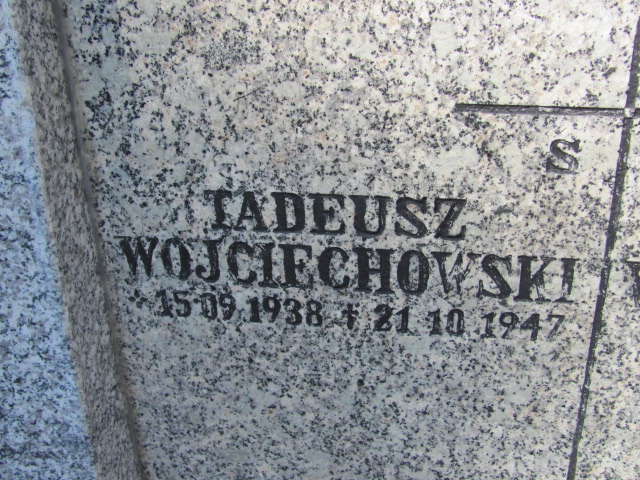 S
TADEUSZ
WOJCIECHOWSKI
* 15 09 1938 + 21 10 1947